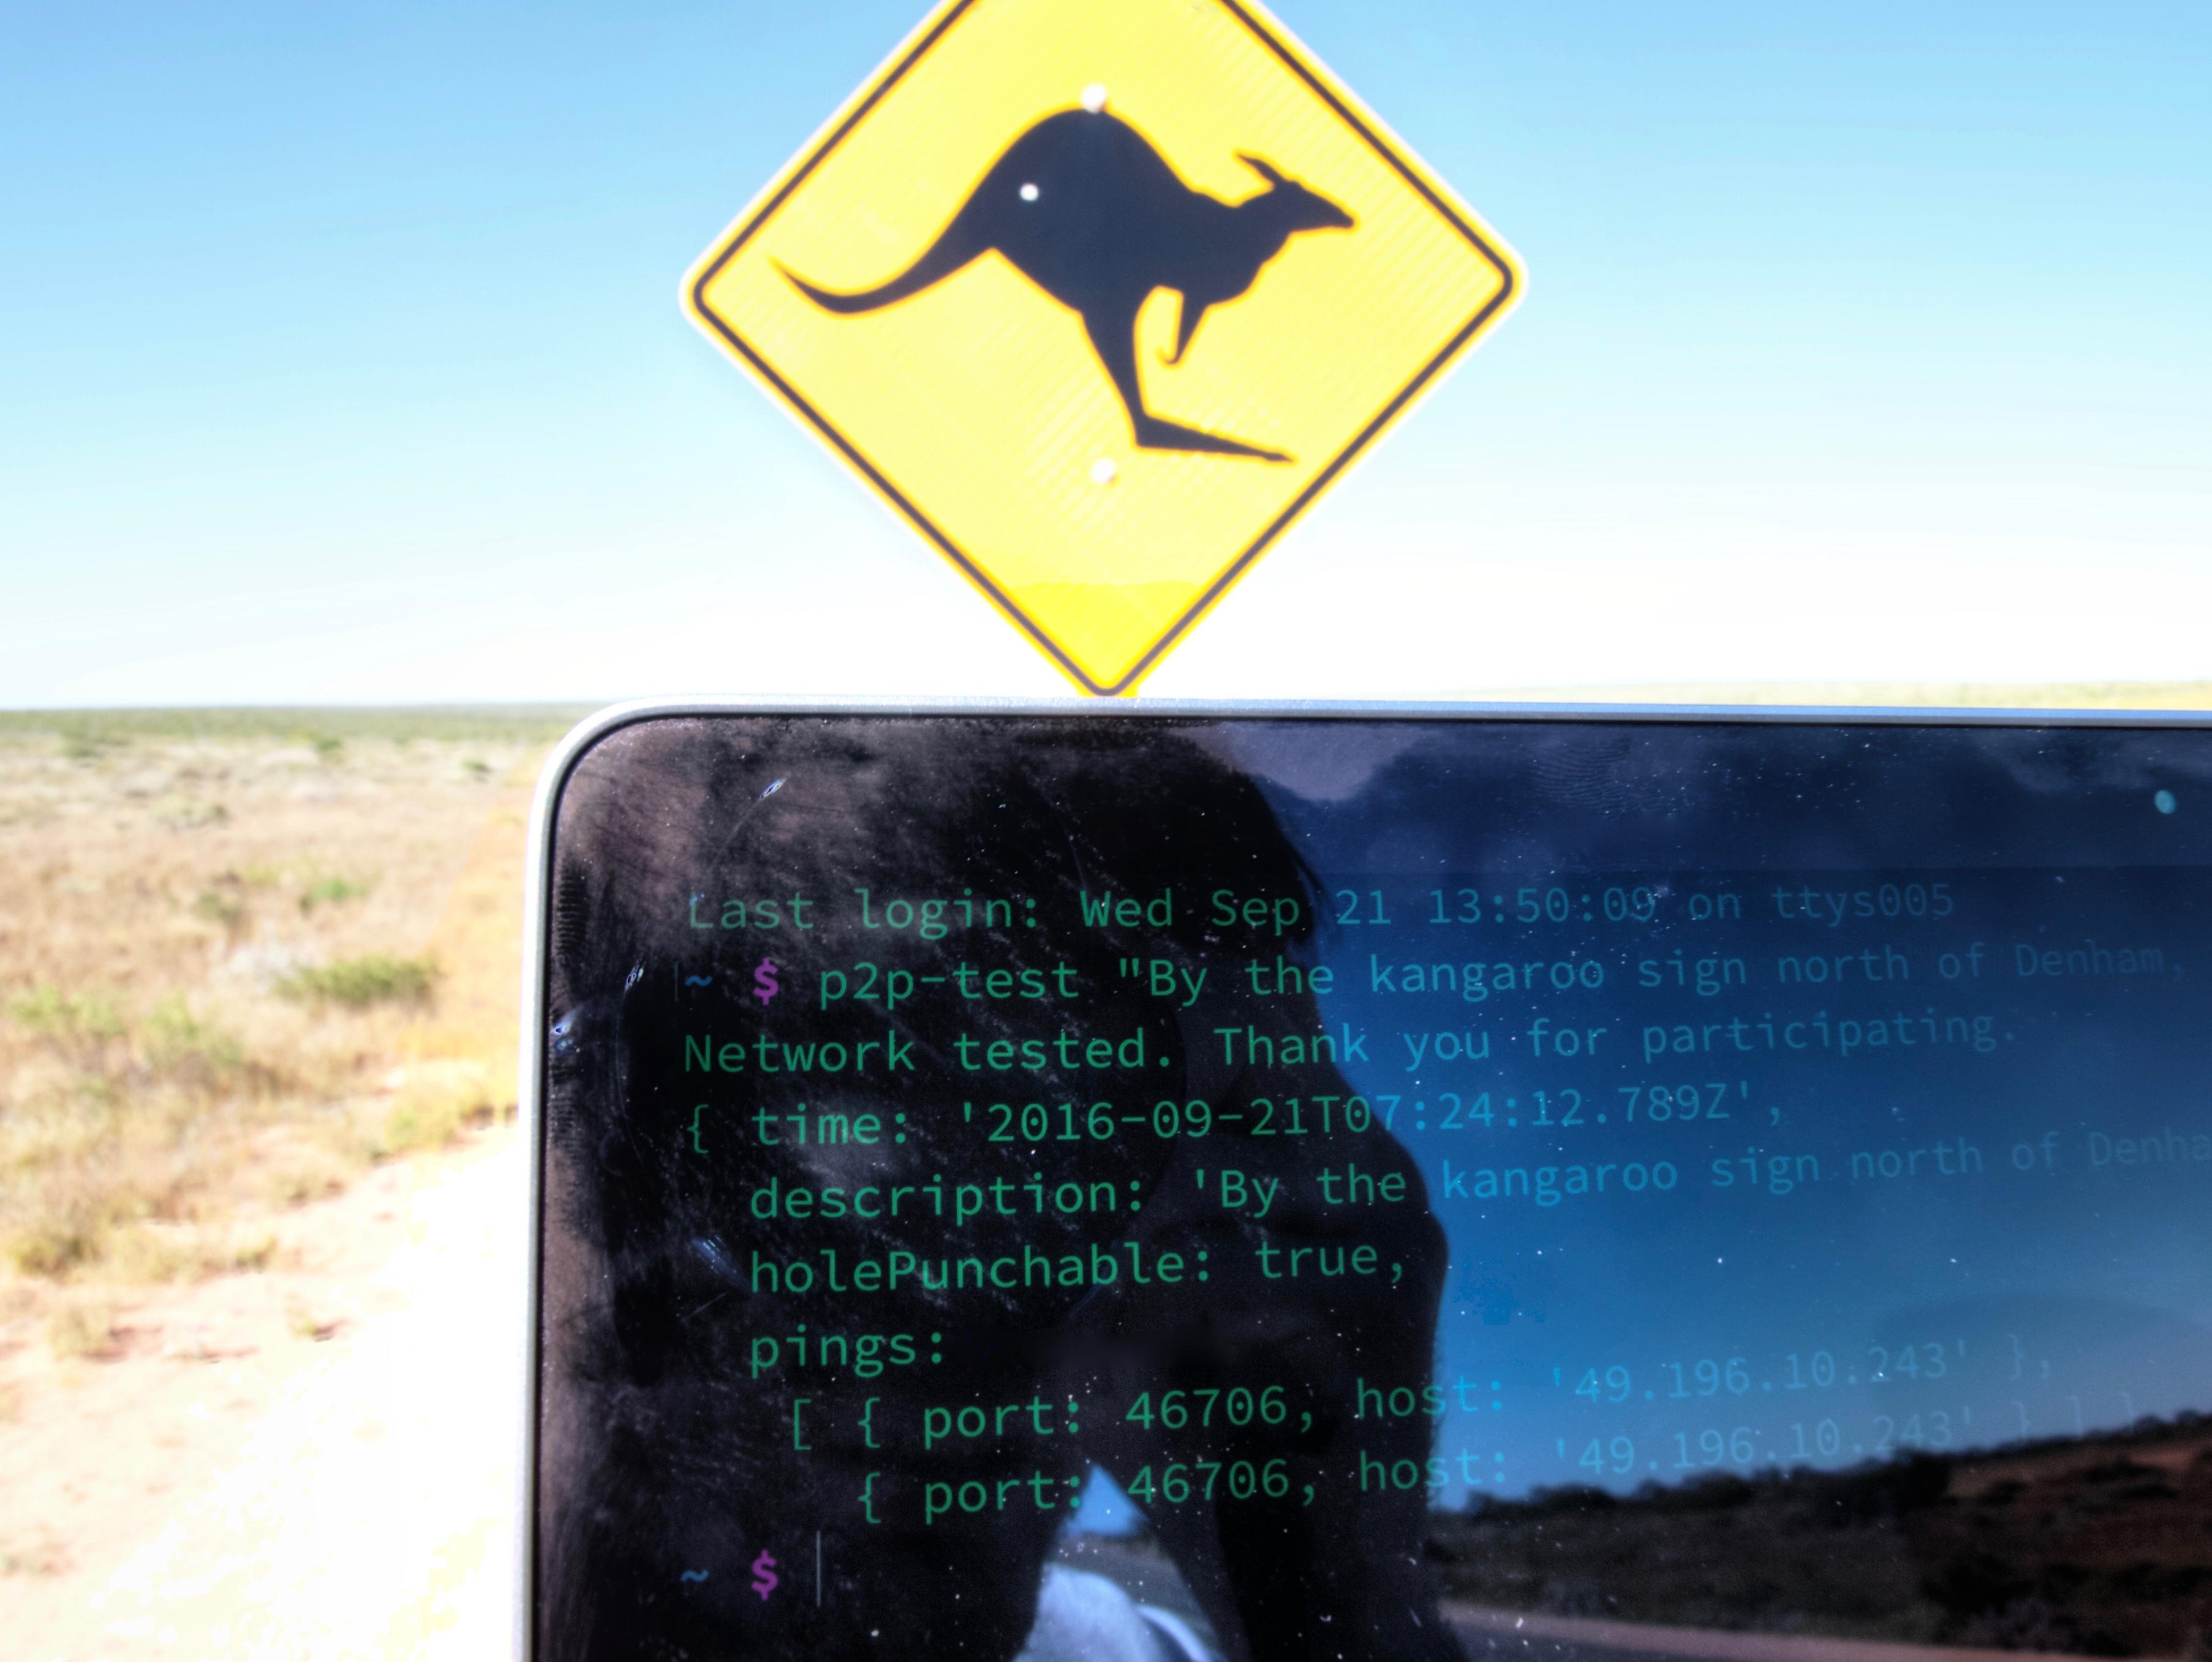 Last login: Wed Sep 21 13:50:09 on ttys005
~ $ p2p-test "By the kangaroo sign north of Denham,
Network tested. Thank you for participating.
{ time: '2016-09-21T07:24:12.789Z',
description: 'By the kangaroo sign north of Denha
holePunchable: true,
pings:
[ { port: 46706, host: '49.196.10.243' },
{ port: 46706, host: '49.196.10.243' } ] }
~ $